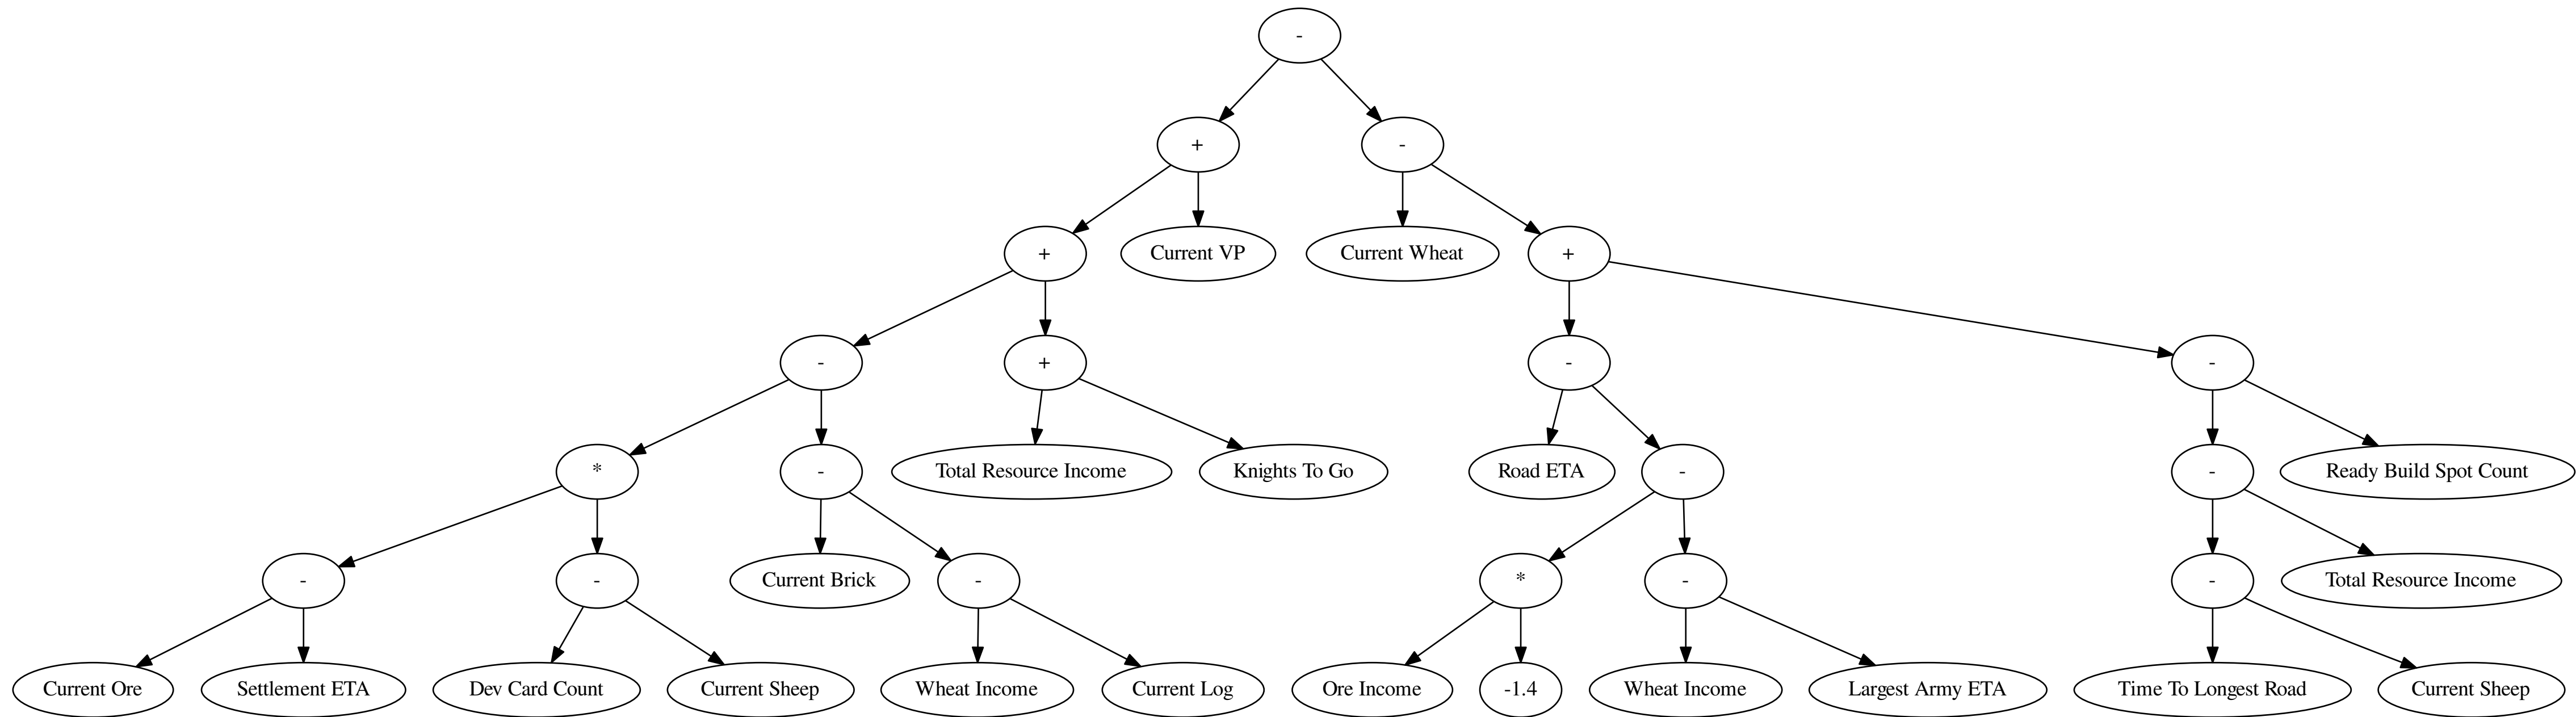 -
+
-
+
Current VP
Current Wheat
+
-
+
-
-
*
-
Total Resource Income
Knights To Go
Road ETA
-
-
Ready Build Spot Count
-
-
Current Brick
-
*
-
-
Total Resource Income
Current Ore
Settlement ETA
Dev Card Count
Current Sheep
Wheat Income
Current Log
Ore Income
-1.4
Wheat Income
Largest Army ETA
Time To Longest Road
Current Sheep